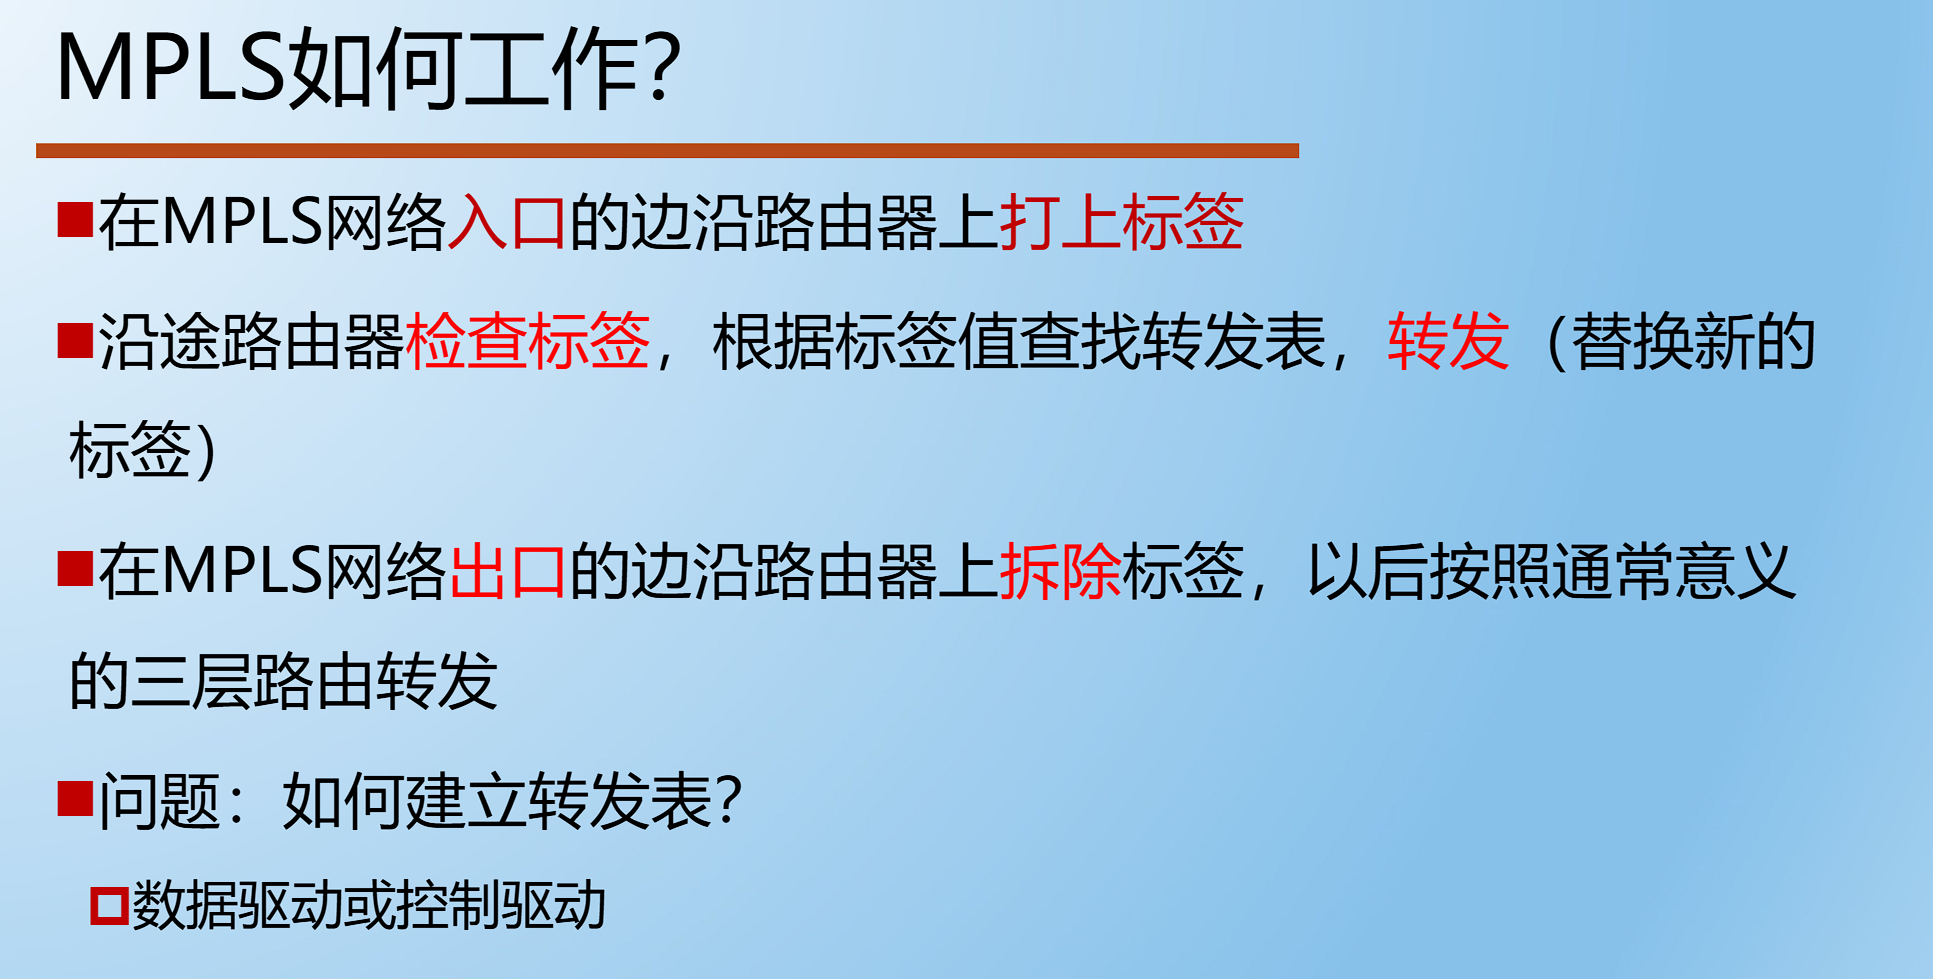 MPLS如何工作?
在MPLS网络入口的边沿路由器上打上标签
沿途路由器检查标签，根据标签值查找转发表，转发（替换新的
标签）
在MPLS网络出口的边沿路由器上拆除标签，以后按照通常意义
的三层路由转发
问题：如何建立转发表？
数据驱动或控制驱动